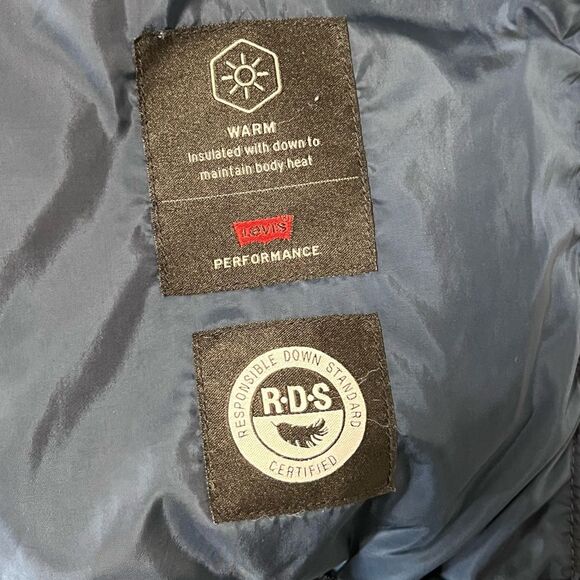 WARM
Insulated with down to
maintain body heat
Levi's
PERFORMANCE
RESPONSIBLE DOWN STANDARD
R·D·S
CERTIFIED